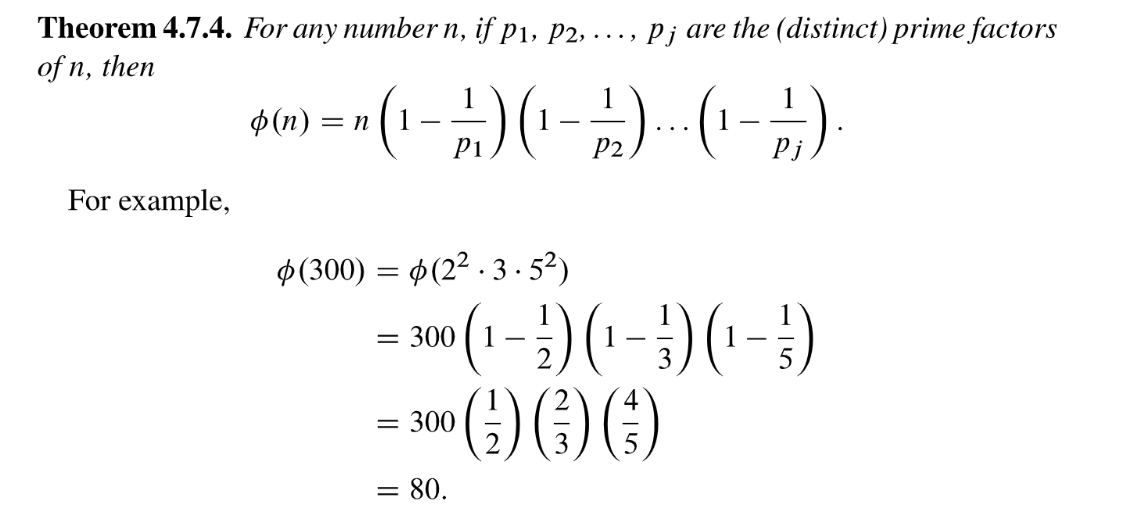 Theorem 4.7.4. For any number n, if p₁, p₂, ..., pⱼ are the (distinct) prime factors
of n, then
ϕ(n) = n (1 − 1/p₁) (1 − 1/p₂) ... (1 − 1/pⱼ).
For example,
ϕ(300) = ϕ(2² · 3 · 5²)
= 300 (1 − 1/2) (1 − 1/3) (1 − 1/5)
= 300 (1/2) (2/3) (4/5)
= 80.